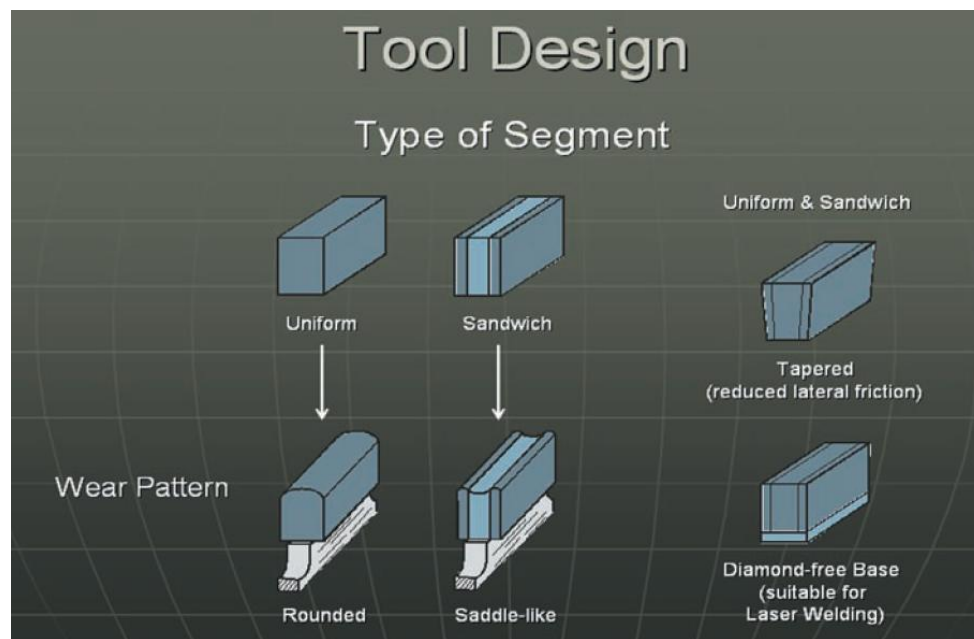 Tool Design
Type of Segment
Uniform & Sandwich
Uniform
Sandwich
Tapered
(reduced lateral friction)
Wear Pattern
Rounded
Saddle-like
Diamond-free Base
(suitable for
Laser Welding)